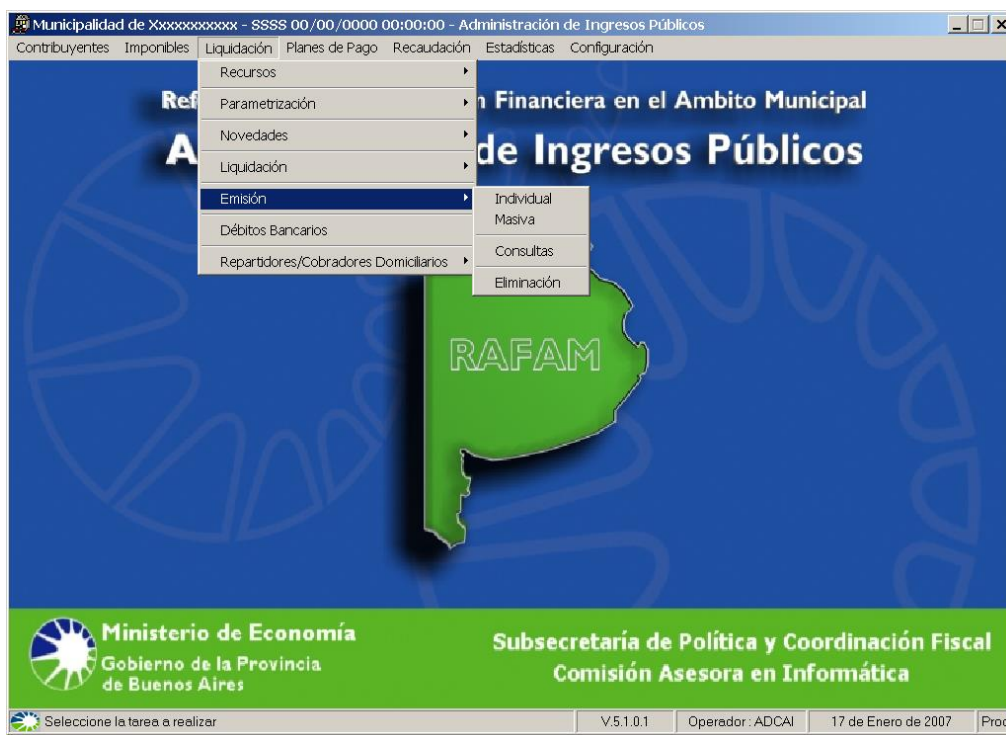 Municipalidad de Xxxxxxxxxxx - SSSS 00/00/0000 00:00:00 - Administración de Ingresos Públicos
Contribuyentes Imponibles Liquidación Planes de Pago Recaudación Estadísticas Configuración
Recursos
Parametrización
Novedades
Liquidación
Emisión
Débitos Bancarios
Repartidores/Cobradores Domiciliarios
Individual
Masiva
Consultas
Eliminación
Ref n Financiera en el Ambito Municipal
A de Ingresos Públicos
RAFAM
Ministerio de Economía
Gobierno de la Provincia
de Buenos Aires
Subsecretaría de Política y Coordinación Fiscal
Comisión Asesora en Informática
Seleccione la tarea a realizar V.5.1.0.1 Operador : ADCAI 17 de Enero de 2007 Proc